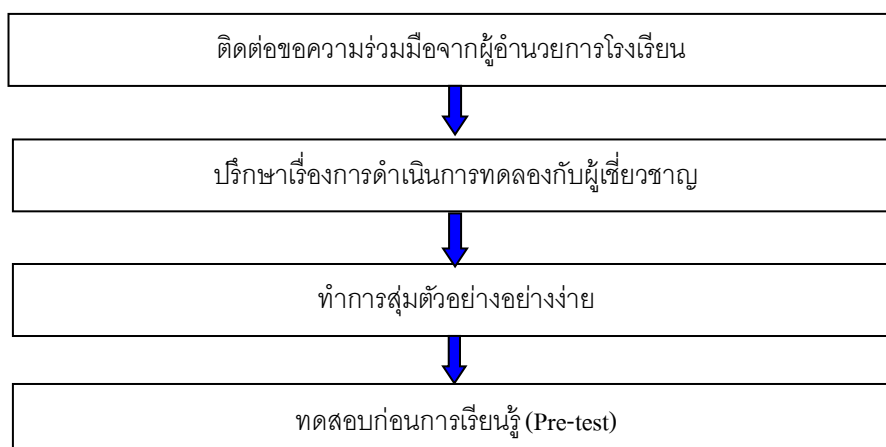 ติดต่อขอความร่วมมือจากผู้อำนวยการโรงเรียน
ปรึกษาเรื่องการดำเนินการทดลองกับผู้เชี่ยวชาญ
ทำการสุ่มตัวอย่างอย่างง่าย
ทดสอบก่อนการเรียนรู้ (Pre-test)